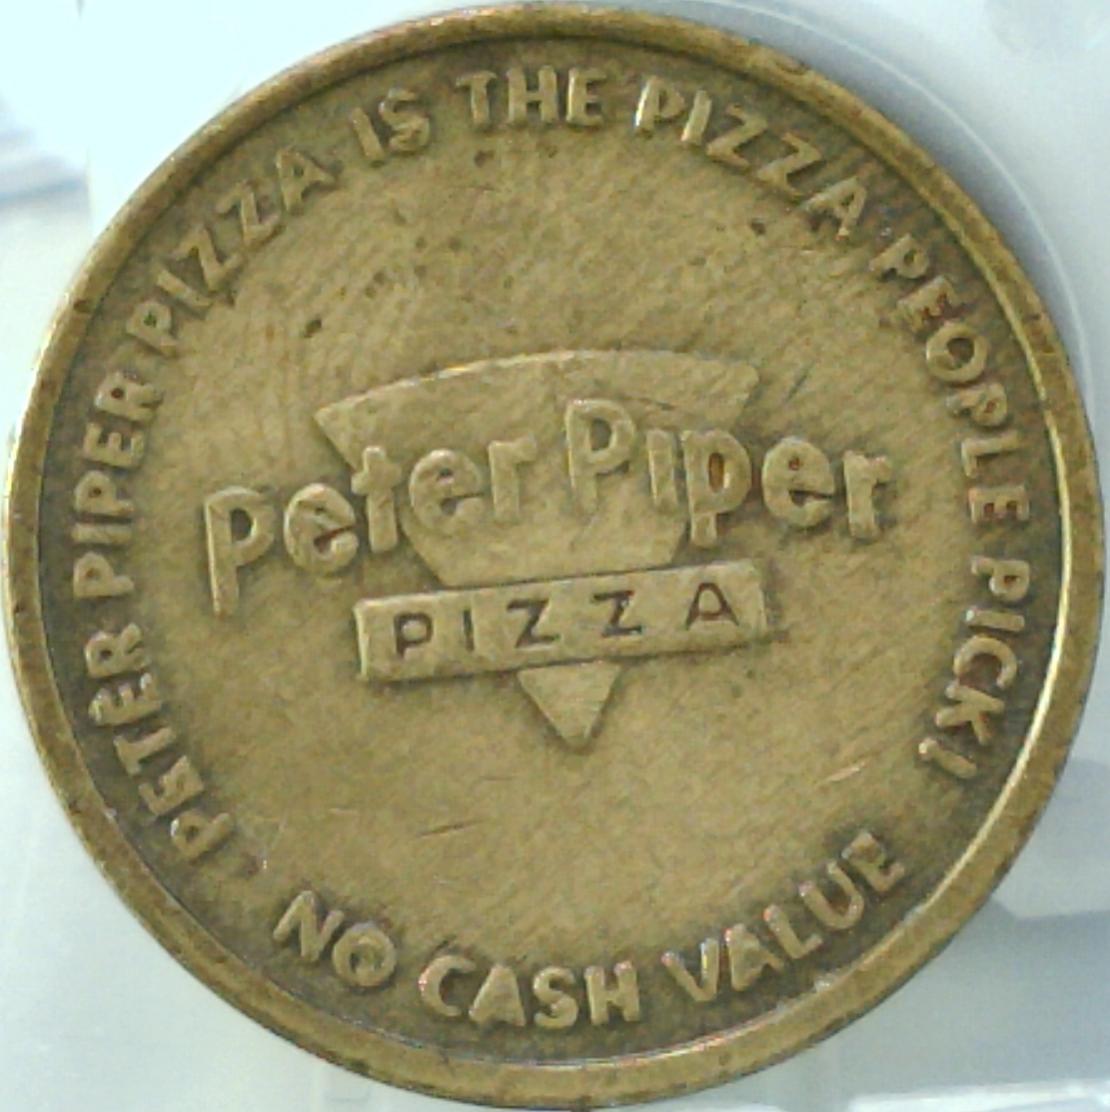 PETER PIPER PIZZA IS THE PIZZA PEOPLE PICK!
Peter Piper
PIZZA
NO CASH VALUE